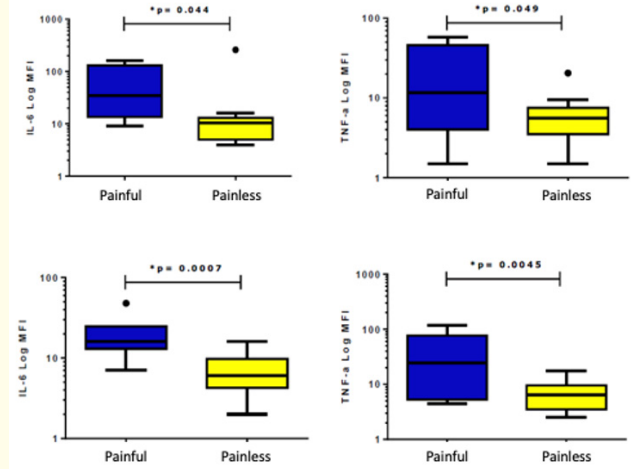 *p= 0.044
IL-6 Log MFI
1000
100
10
1
Painful Painless
*p= 0.049
TNF-a Log MFI
100
10
1
Painful Painless
*p= 0.0007
IL-6 Log MFI
100
10
1
Painful Painless
*p= 0.0045
TNF-a Log MFI
1000
100
10
1
Painful Painless